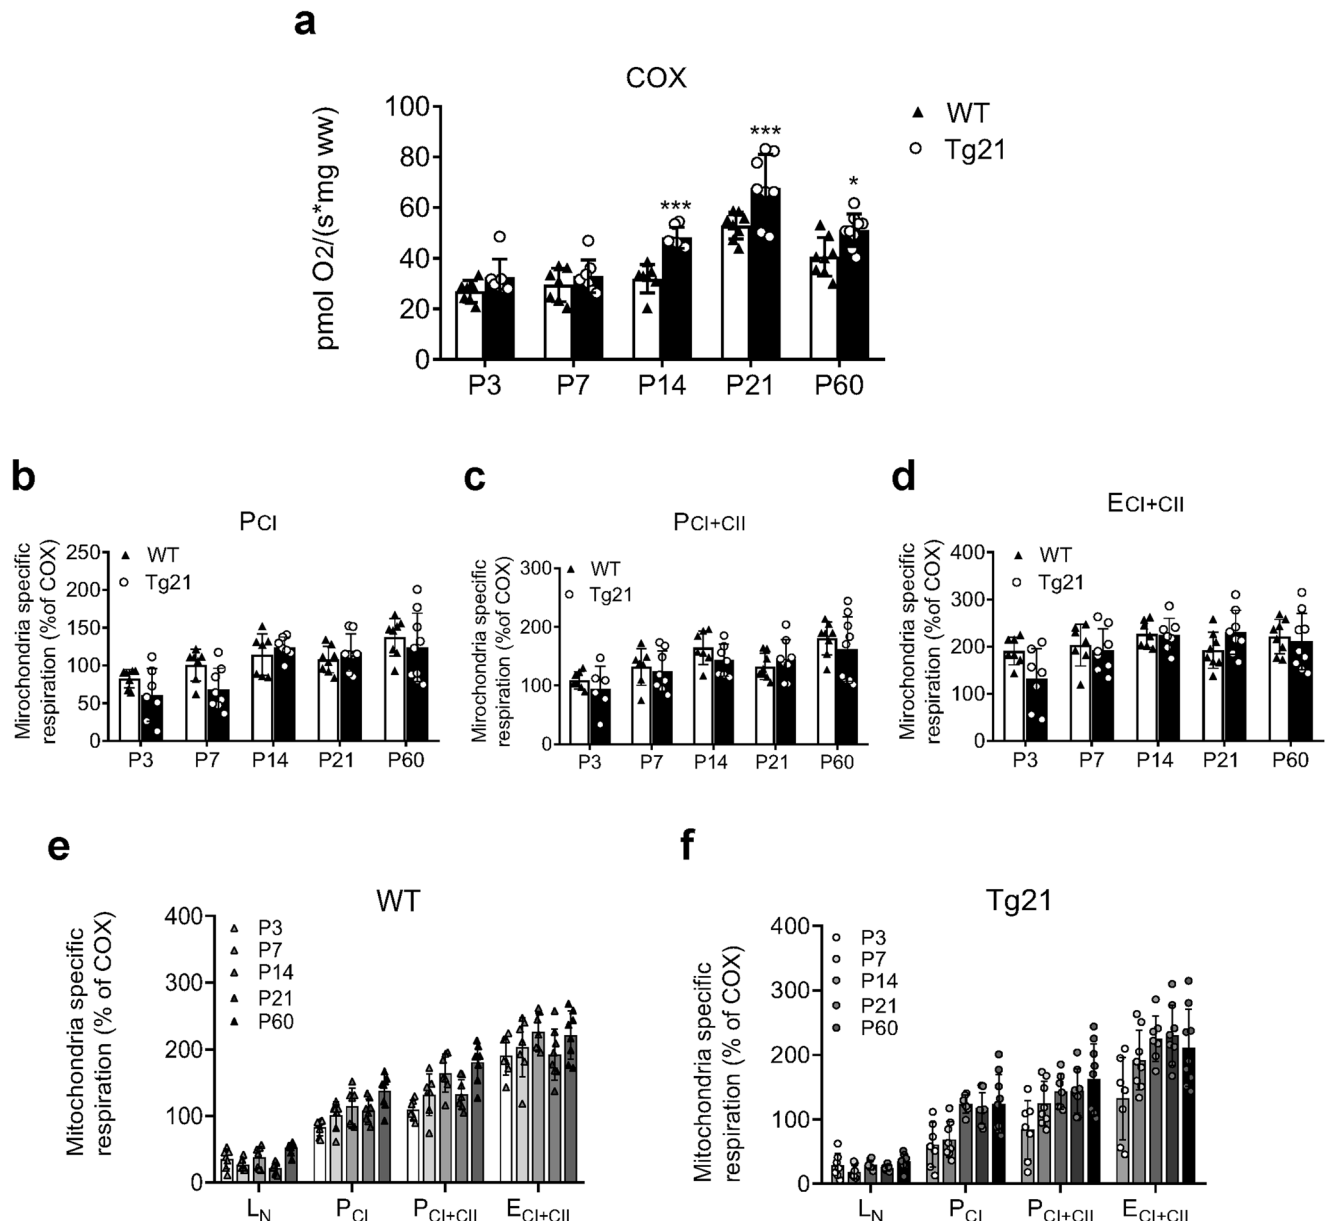 a
COX
pmol O2/(s*mg ww)
100
80
60
40
20
0
***
***
*
WT
Tg21
P3 P7 P14 P21 P60
b
PCI
Mirochondria specific
respiration (%of COX)
250
200
150
100
50
0
WT
Tg21
P3 P7 P14 P21 P60
c
PCI+CII
Mirochondria specific
respiration (%of COX)
300
200
100
0
WT
Tg21
P3 P7 P14 P21 P60
d
ECI+CII
Mirochondria specific
respiration (%of COX)
400
300
200
100
0
WT
Tg21
P3 P7 P14 P21 P60
e
WT
Mitochondria specific
respiration (% of COX)
400
300
200
100
0
P3
P7
P14
P21
P60
LN PCI PCI+CII ECI+CII
f
Tg21
Mitochondria specific
respiration (% of COX)
400
300
200
100
0
P3
P7
P14
P21
P60
LN PCI PCI+CII ECI+CII